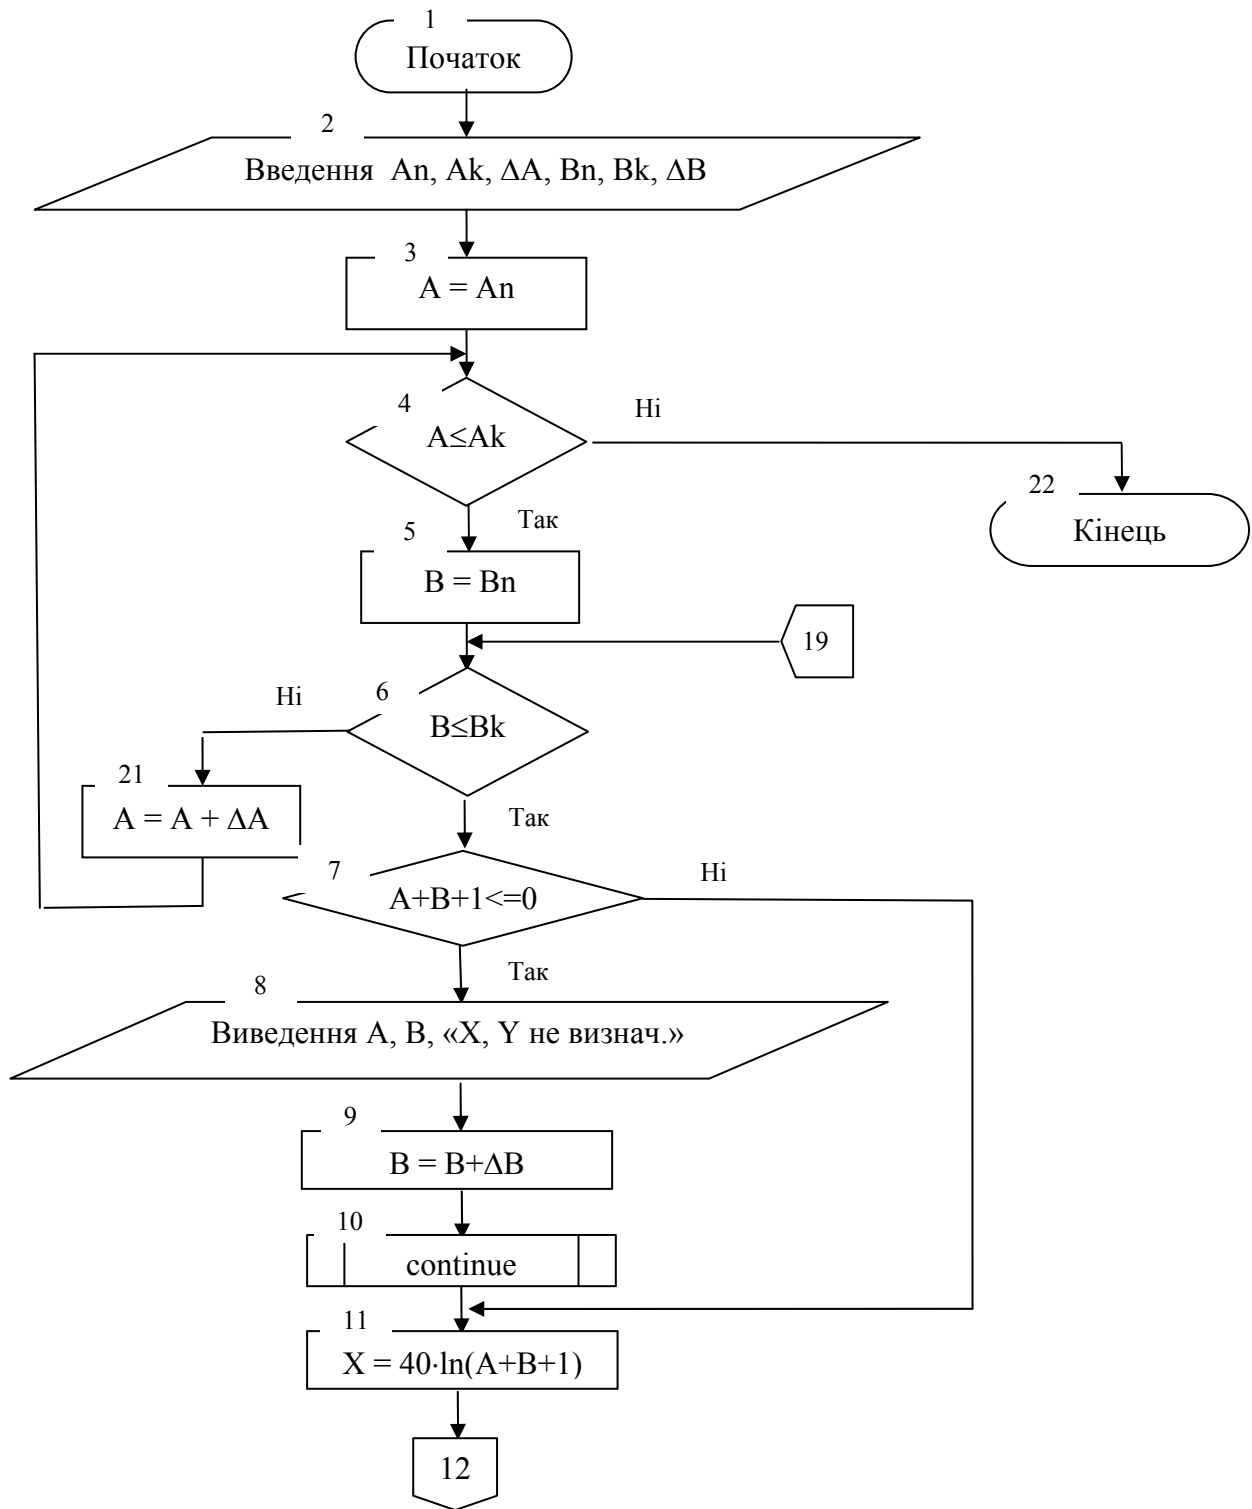 1
Початок
2
Введення An, Ak, ΔA, Bn, Bk, ΔB
3
A = An
4
A≤Ak
Ні
Так
22
Кінець
5
B = Bn
19
6
B≤Bk
Ні
Так
21
A = A + ΔA
7
A+B+1<=0
Ні
Так
8
Виведення A, B, «X, Y не визнач.»
9
B = B+ΔB
10
continue
11
X = 40·ln(A+B+1)
12